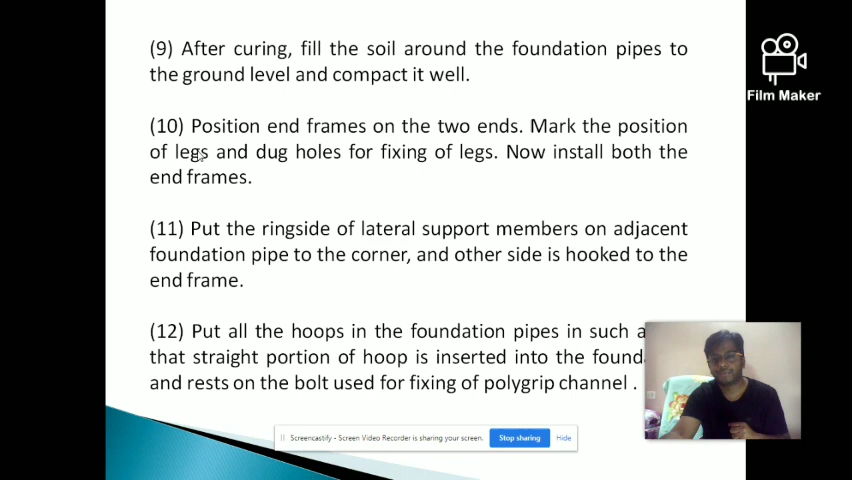 (9) After curing, fill the soil around the foundation pipes to
the ground level and compact it well.
Film Maker
(10) Position end frames on the two ends. Mark the position
of legs and dug holes for fixing of legs. Now install both the
end frames.
(11) Put the ringside of lateral support members on adjacent
foundation pipe to the corner, and other side is hooked to the
end frame.
(12) Put all the hoops in the foundation pipes in such a
that straight portion of hoop is inserted into the
and rests on the bolt used for fixing of polygrip channel .
Screencastify - Screen Video Recorder is sharing your screen. Stop sharing Hide